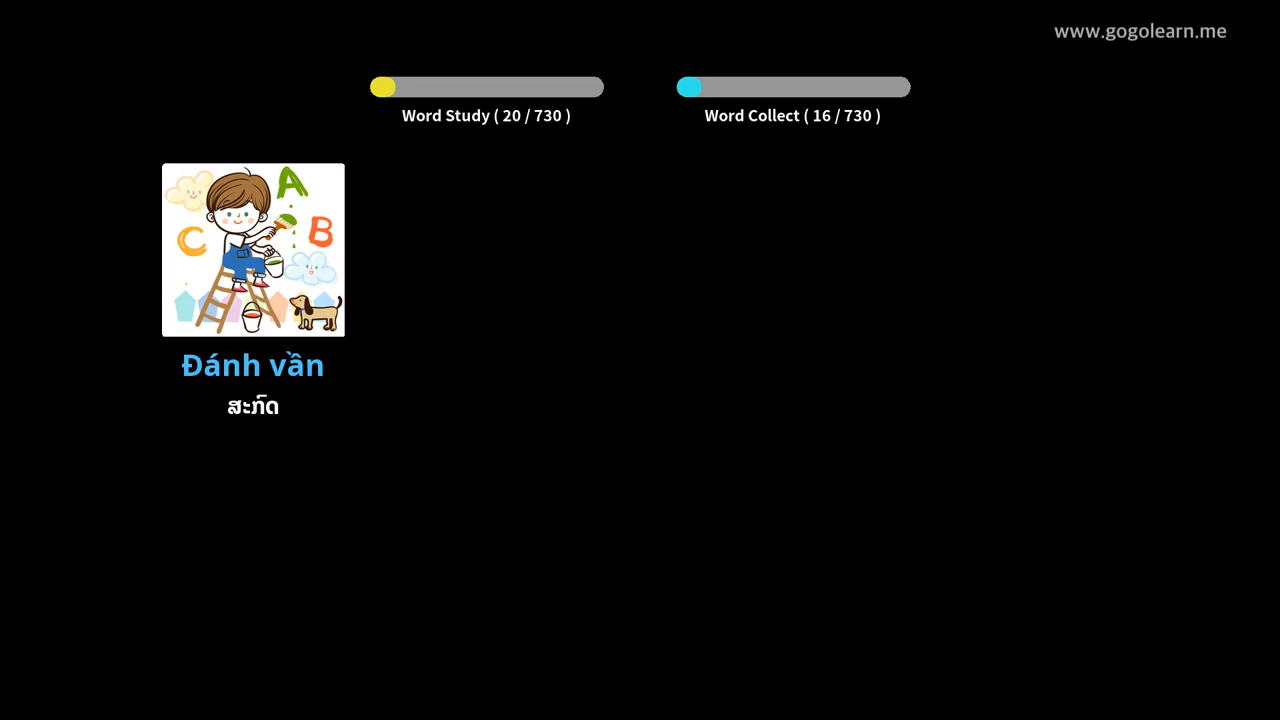 www.gogolearn.me
Word Study ( 20 / 730 )
Word Collect ( 16 / 730 )
A
B
C
Đánh vần
ສະກົດ